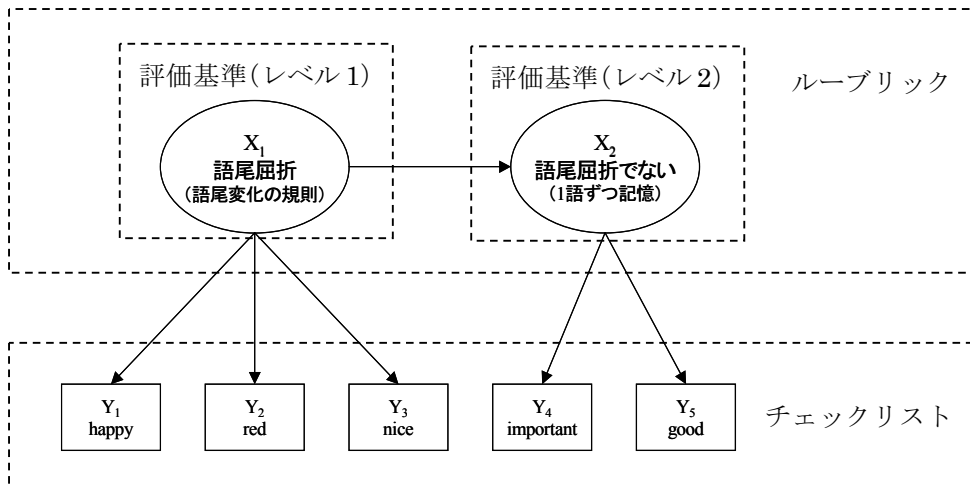 評価基準(レベル1)
評価基準(レベル2)
ルーブリック
X1
語尾屈折
(語尾変化の規則)
X2
語尾屈折でない
(1語ずつ記憶)
Y1
happy
Y2
red
Y3
nice
Y4
important
Y5
good
チェックリスト